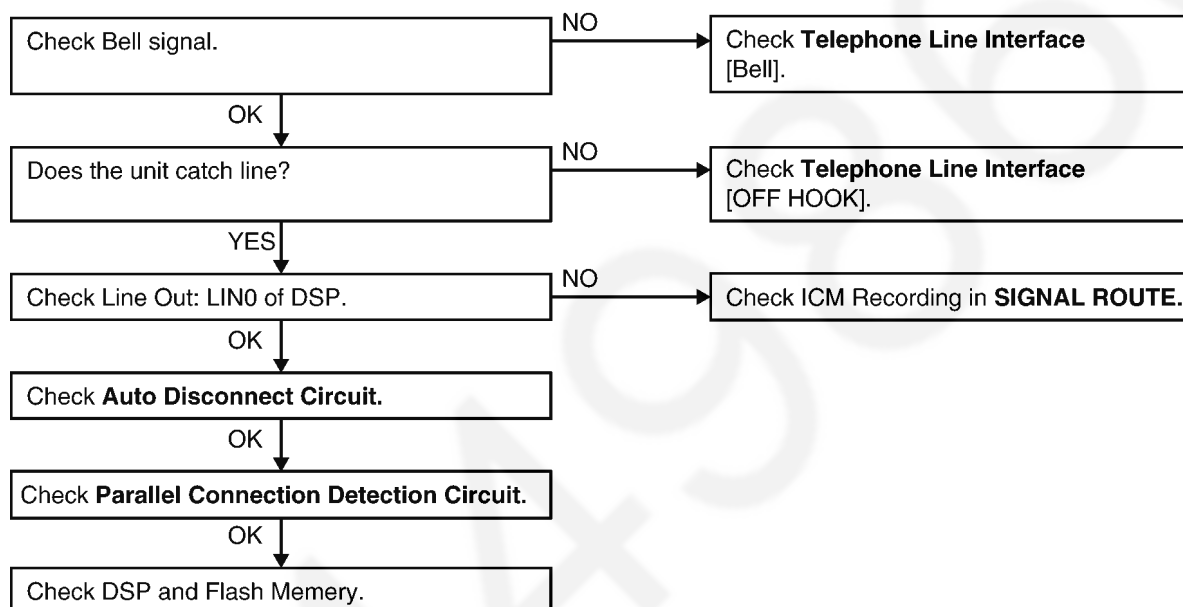 Check Bell signal.
NO
Check Telephone Line Interface
[Bell].
OK
Does the unit catch line?
NO
Check Telephone Line Interface
[OFF HOOK].
YES
Check Line Out: LIN0 of DSP.
NO
Check ICM Recording in SIGNAL ROUTE.
OK
Check Auto Disconnect Circuit.
OK
Check Parallel Connection Detection Circuit.
OK
Check DSP and Flash Memery.